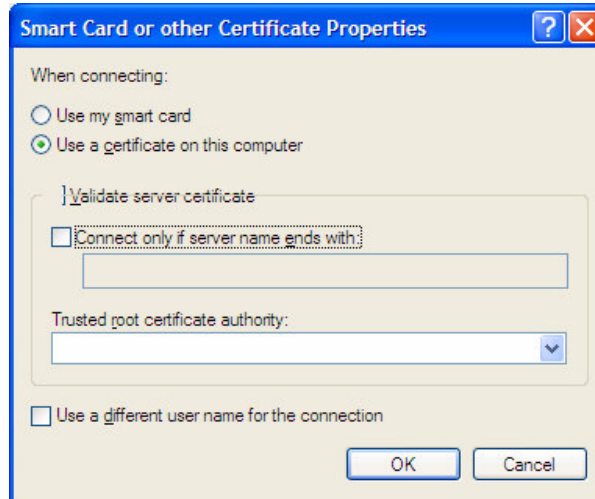 Smart Card or other Certificate Properties
When connecting:
Use my smart card
Use a certificate on this computer
Validate server certificate
Connect only if server name ends with:
Trusted root certificate authority:
Use a different user name for the connection
OK Cancel